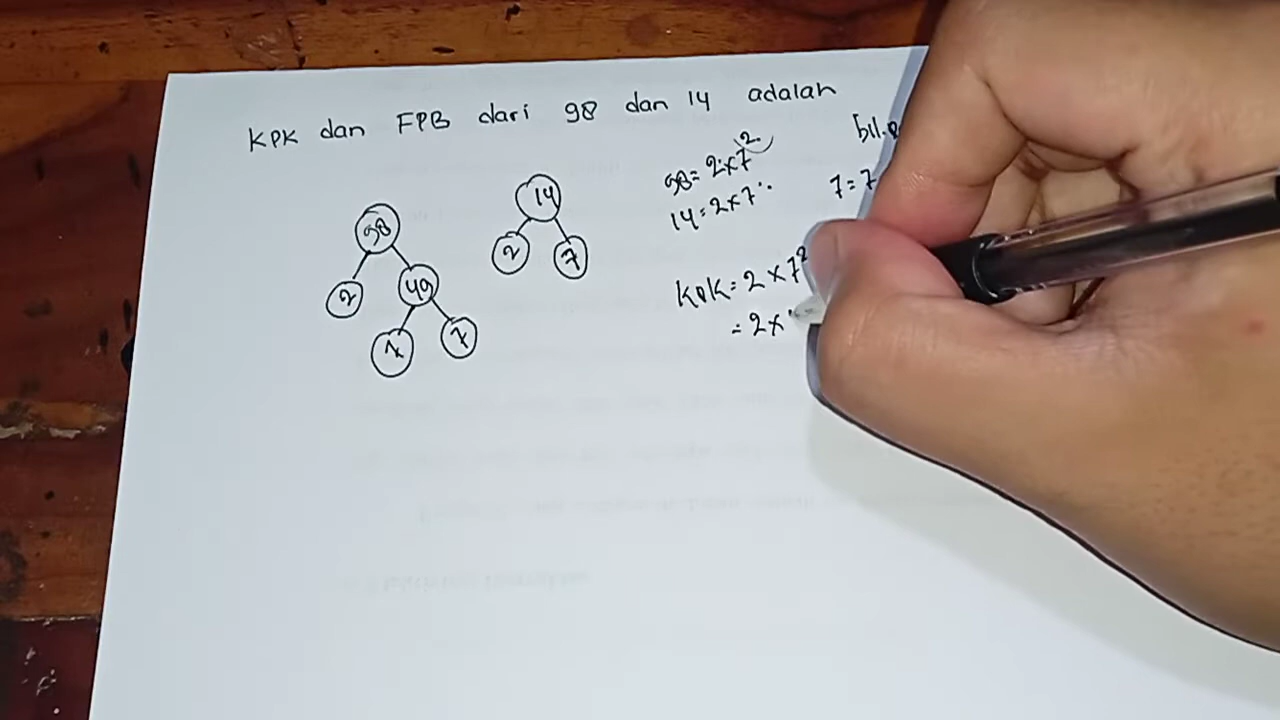 KPK dan FPB dari 98 dan 14 adalah
98
2
49
7
7
14
2
7
98 = 2 x 7²
14 = 2 x 7
bil.
7 = 7
KPK = 2 x 7²
= 2 x